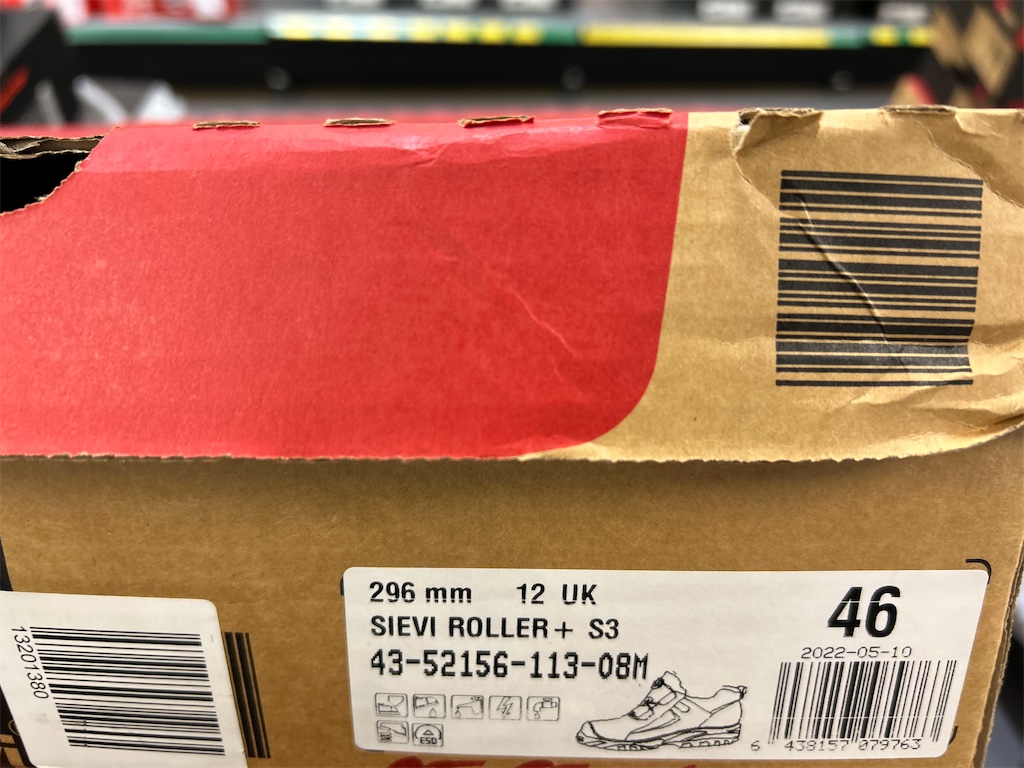 296 mm 12 UK
46
SIEVI ROLLER+ S3
2022-05-10
43-52156-113-08M
ESD
6 438157 079763
13201380